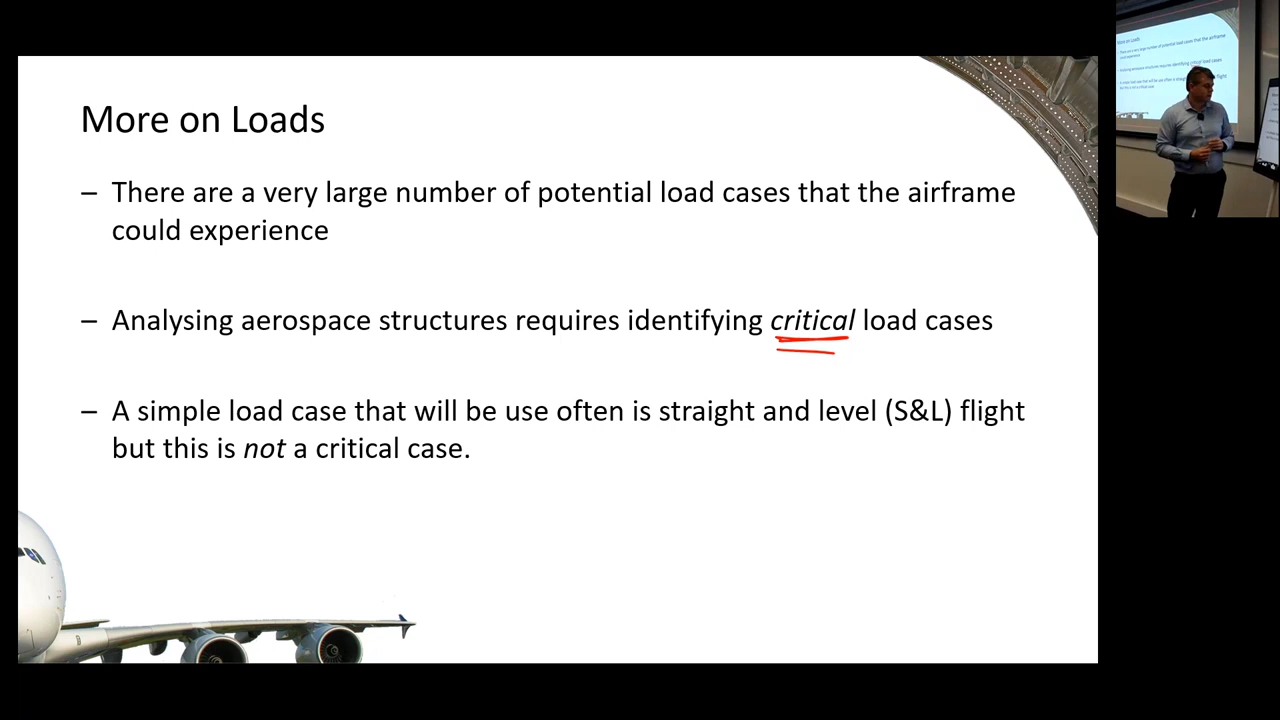 More on Loads
– There are a very large number of potential load cases that the airframe
could experience
– Analysing aerospace structures requires identifying critical load cases
– A simple load case that will be use often is straight and level (S&L) flight
but this is not a critical case.